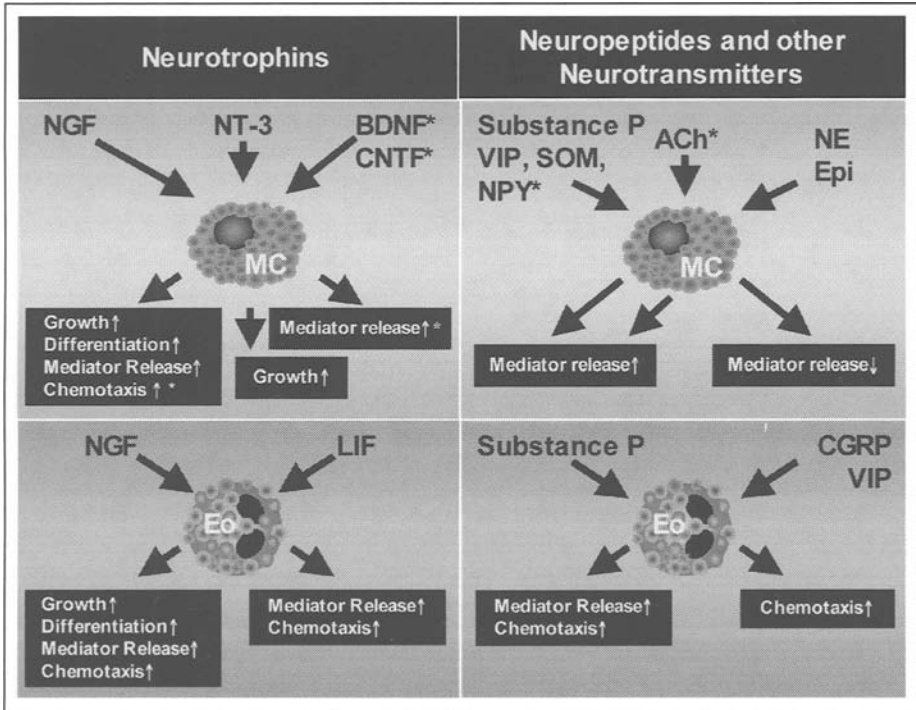 Neurotrophins
Neuropeptides and other
Neurotransmitters
NGF
NT-3
BDNF*
CNTF*
MC
Growth↑
Differentiation↑
Mediator Release↑
Chemotaxis ↑ *
Growth↑
Mediator release↑ *
Substance P
VIP, SOM,
NPY*
ACh*
NE
Epi
MC
Mediator release↑
Mediator release↓
NGF
LIF
Eo
Growth↑
Differentiation↑
Mediator Release↑
Chemotaxis↑
Mediator Release↑
Chemotaxis↑
Substance P
CGRP
VIP
Eo
Mediator Release↑
Chemotaxis↑
Chemotaxis↑